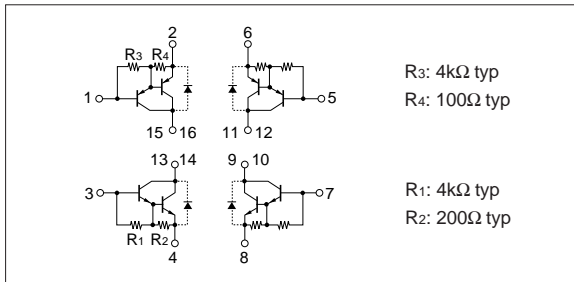 2 6
R3 R4
R3: 4kΩ typ
R4: 100Ω typ
1 5
15 16 11 12
13 14 9 10
3 7
R1: 4kΩ typ
R2: 200Ω typ
R1 R2
4 8